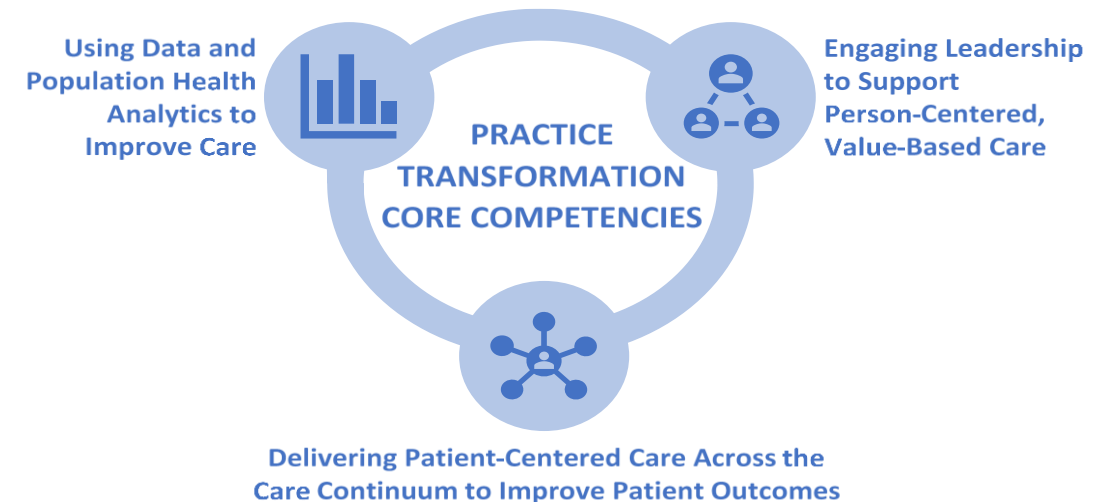 Using Data and
Population Health
Analytics to
Improve Care
PRACTICE
TRANSFORMATION
CORE COMPETENCIES
Engaging Leadership
to Support
Person-Centered,
Value-Based Care
Delivering Patient-Centered Care Across the
Care Continuum to Improve Patient Outcomes